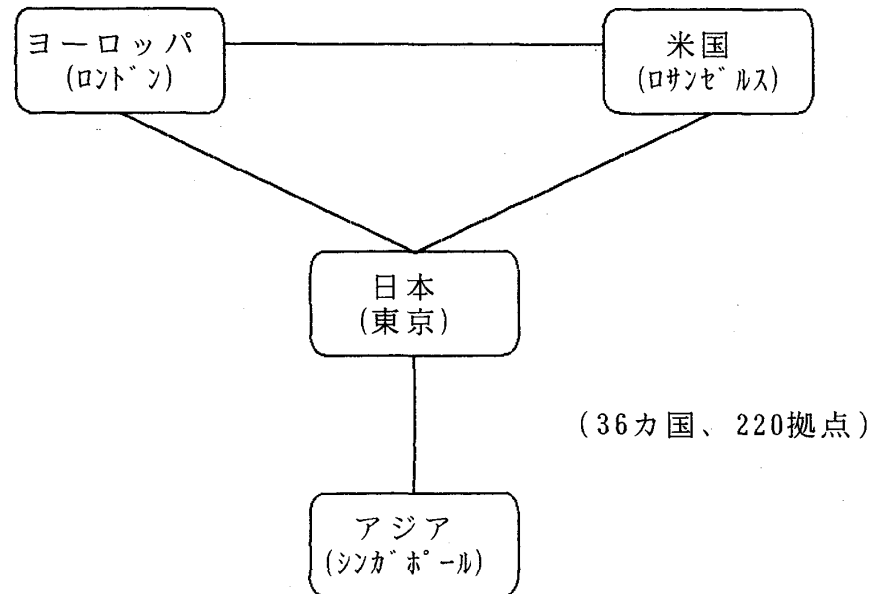 ヨーロッパ
(ロンドン)
米国
(ロサンゼルス)
日本
(東京)
(36カ国、220拠点)
アジア
(シンガポール)